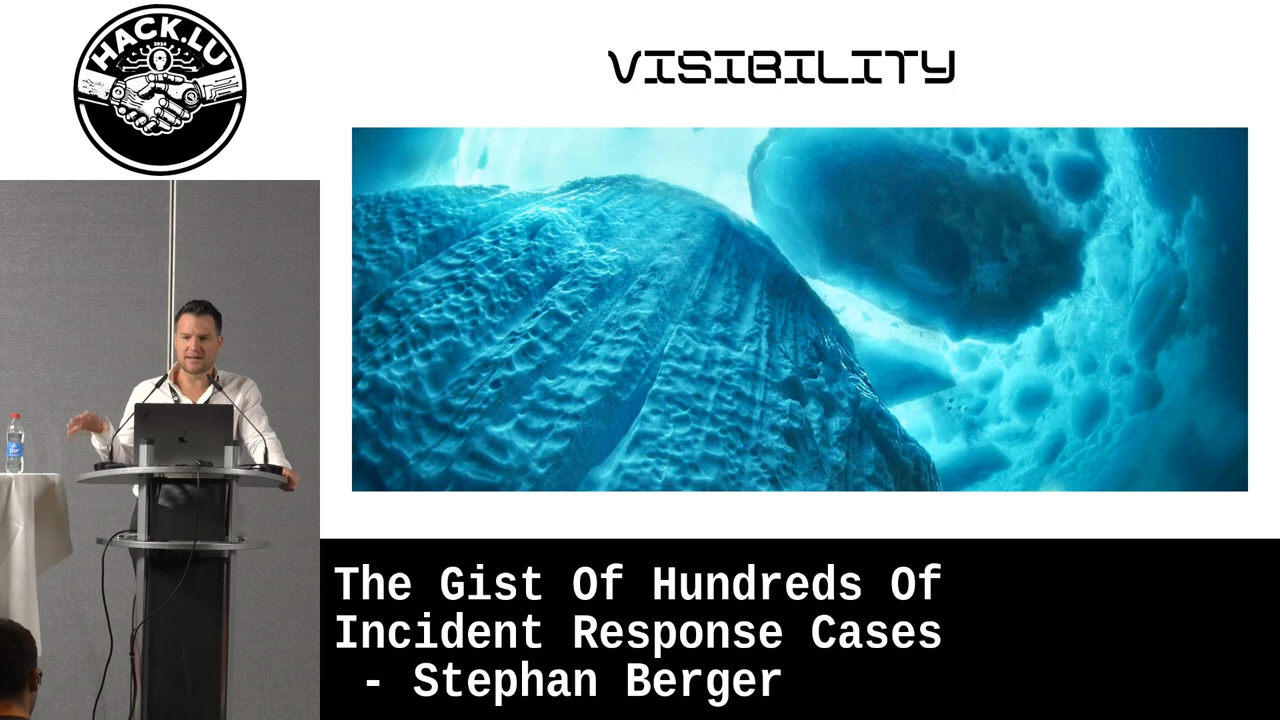 HACK.LU
2024
VISIBILITY
The Gist Of Hundreds Of
Incident Response Cases
- Stephan Berger